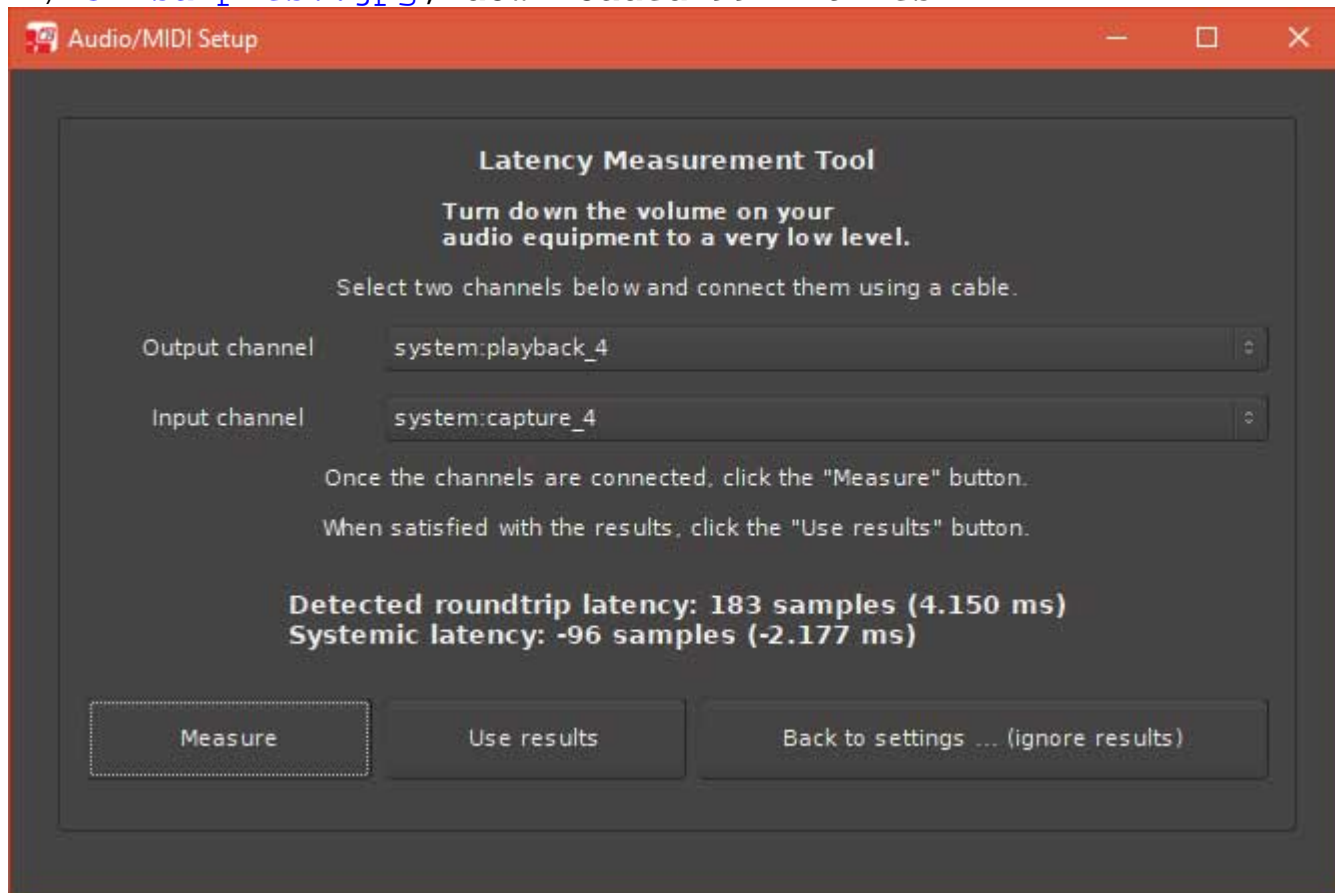 Audio/MIDI Setup
Latency Measurement Tool
Turn down the volume on your
audio equipment to a very low level.
Select two channels below and connect them using a cable.
Output channel system:playback_4
Input channel system:capture_4
Once the channels are connected, click the "Measure" button.
When satisfied with the results, click the "Use results" button.
Detected roundtrip latency: 183 samples (4.150 ms)
Systemic latency: -96 samples (-2.177 ms)
Measure Use results Back to settings ... (ignore results)